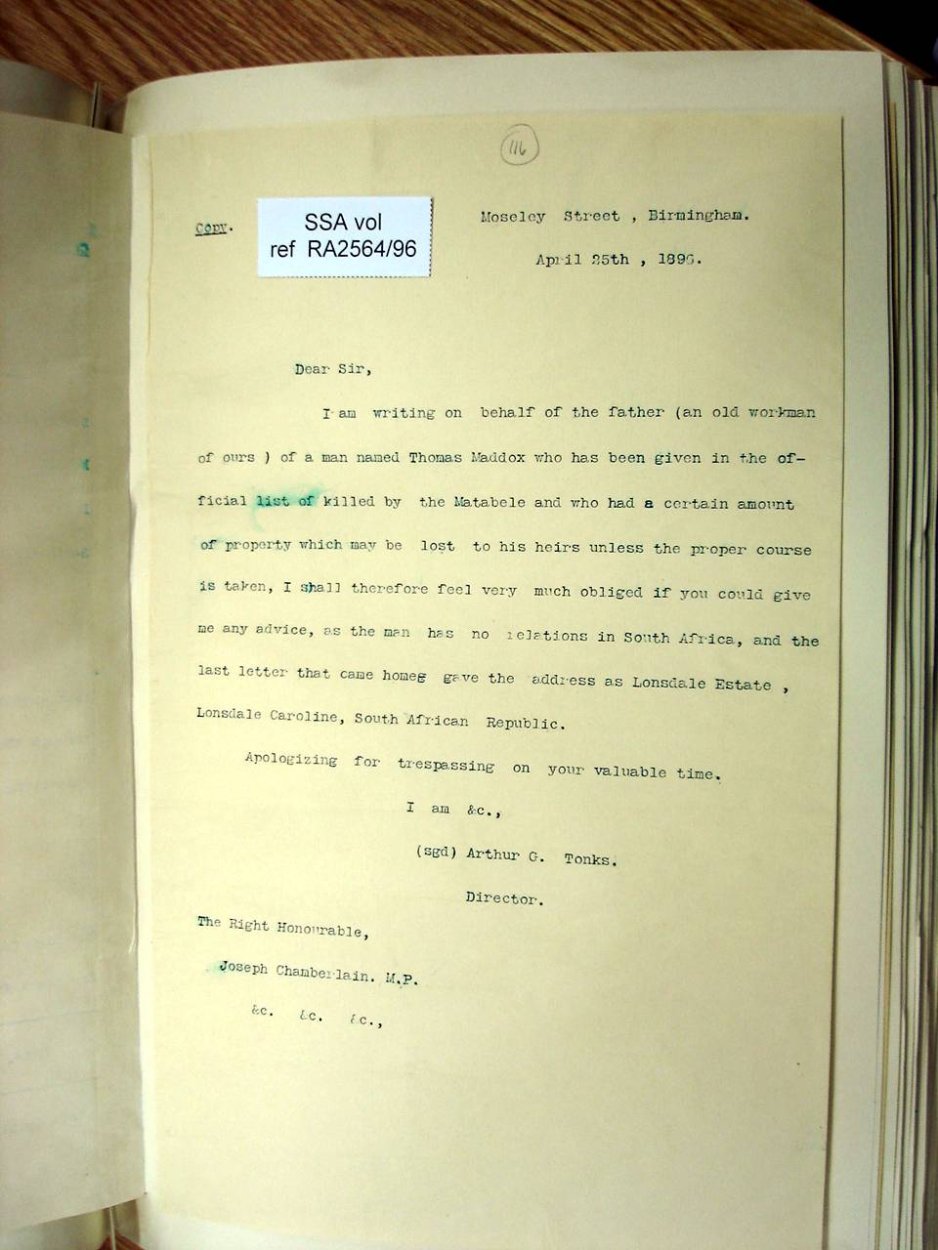 116
Copy.
SSA vol
ref RA2564/96
Moseley Street , Birmingham.
April 25th , 1896.
Dear Sir,
I am writing on behalf of the father (an old workman
of ours ) of a man named Thomas Maddox who has been given in the of-
ficial list of killed by the Matabele and who had a certain amount
of property which may be lost to his heirs unless the proper course
is taken, I shall therefore feel very much obliged if you could give
me any advice, as the man has no relations in South Africa, and the
last letter that came homeg gave the address as Lonsdale Estate ,
Lonsdale Caroline, South African Republic.
Apologizing for trespassing on your valuable time.
I am &c.,
(sgd) Arthur G. Tonks.
Director.
The Right Honourable,
Joseph Chamberlain. M.P.
&c. &c. &c.,